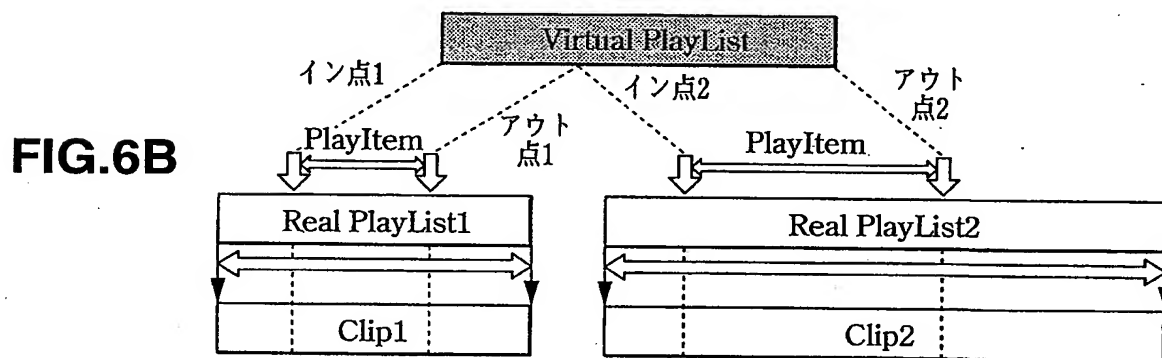 Virtual PlayList
イン点1
イン点2
アウト
点2
アウト
点1
FIG.6B
PlayItem
PlayItem
Real PlayList1
Real PlayList2
Clip1
Clip2